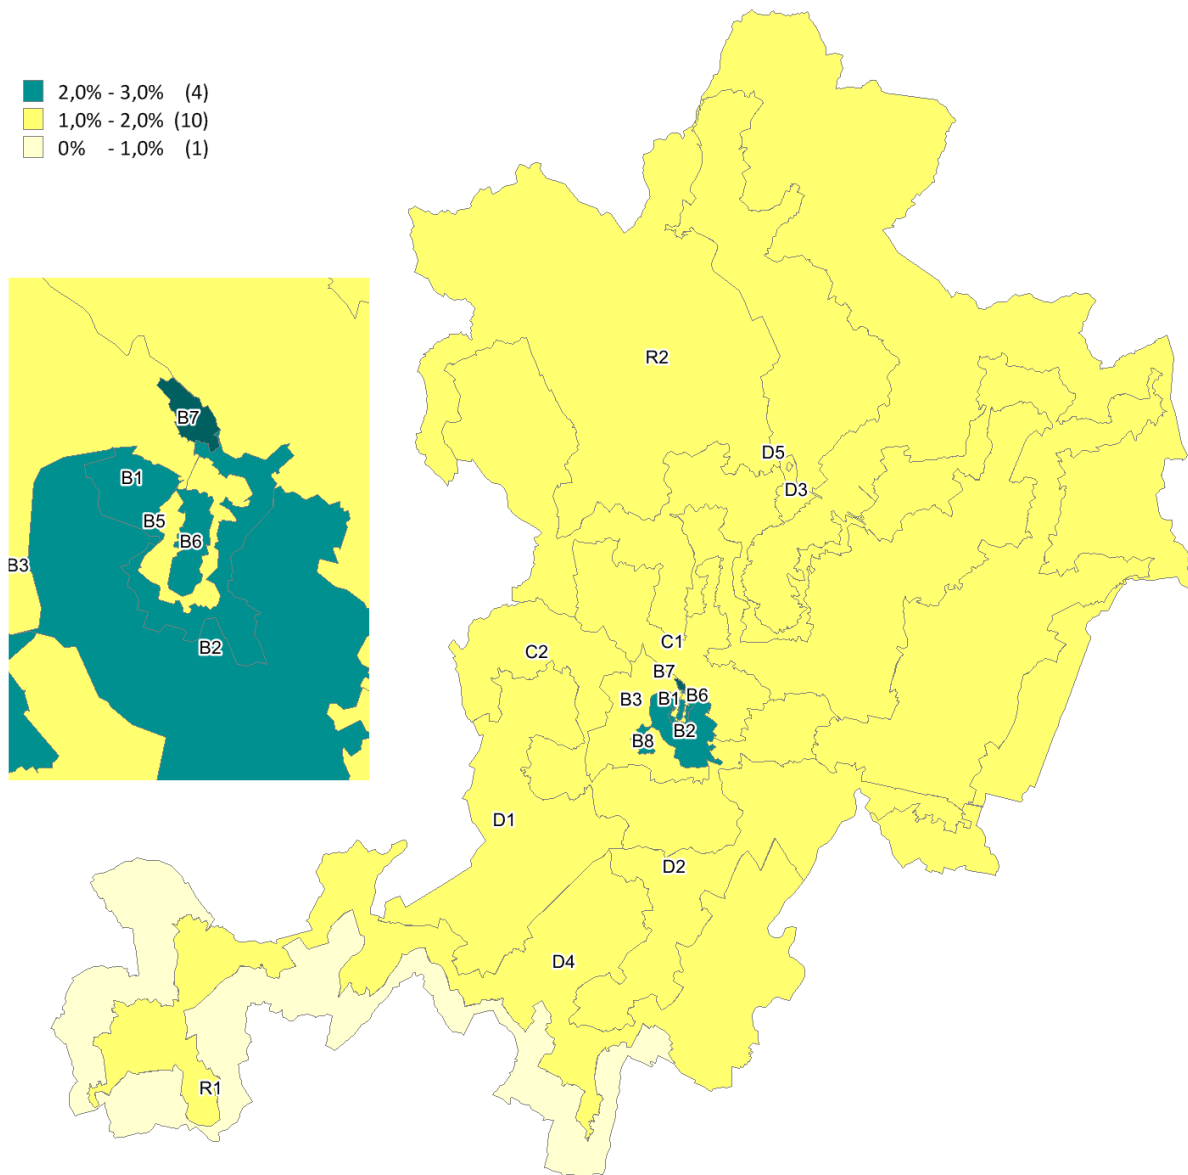 2,0% - 3,0% (4)
1,0% - 2,0% (10)
0% - 1,0% (1)
R2
B7
D5
B1
D3
B5
B6
B3
B2
C1
C2
B7
B3
B1
B6
B2
B8
D1
D2
D4
R1